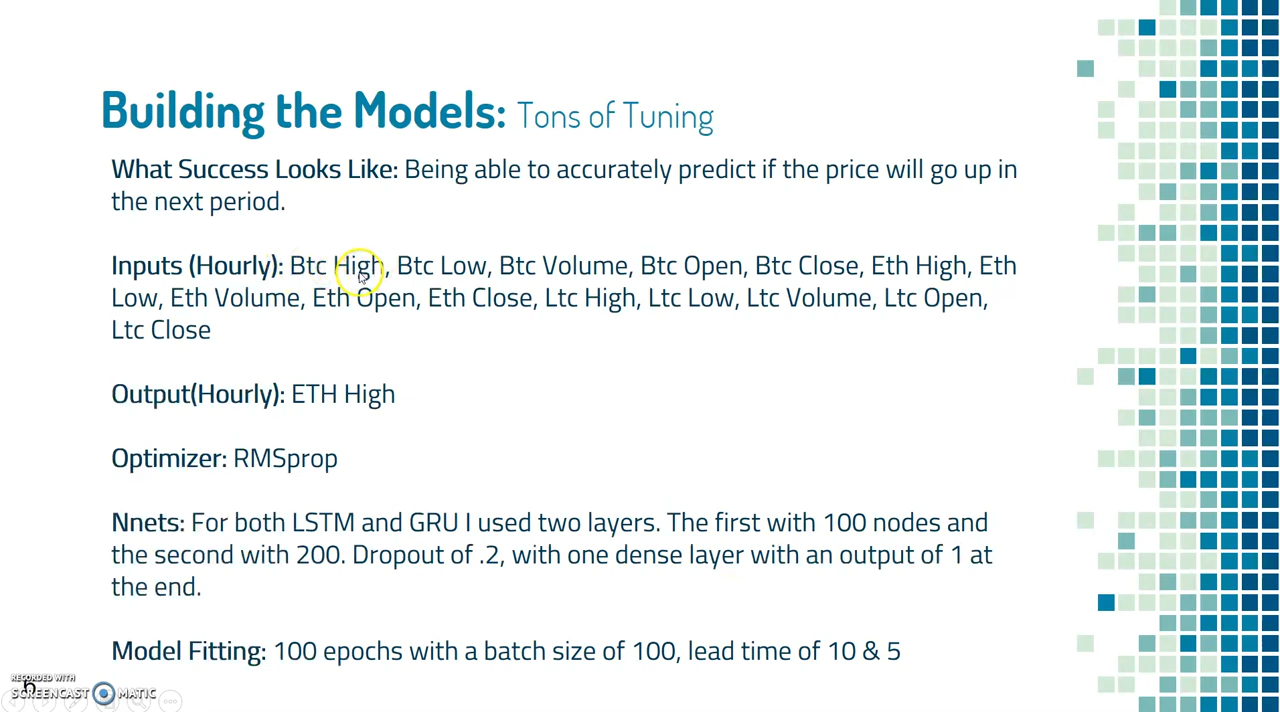 Building the Models: Tons of Tuning
What Success Looks Like: Being able to accurately predict if the price will go up in
the next period.
Inputs (Hourly): Btc High, Btc Low, Btc Volume, Btc Open, Btc Close, Eth High, Eth
Low, Eth Volume, Eth Open, Eth Close, Ltc High, Ltc Low, Ltc Volume, Ltc Open,
Ltc Close
Output(Hourly): ETH High
Optimizer: RMSprop
Nnets: For both LSTM and GRU I used two layers. The first with 100 nodes and
the second with 200. Dropout of .2, with one dense layer with an output of 1 at
the end.
Model Fitting: 100 epochs with a batch size of 100, lead time of 10 & 5
RECORDED WITH
SCREENCAST MATIC
6